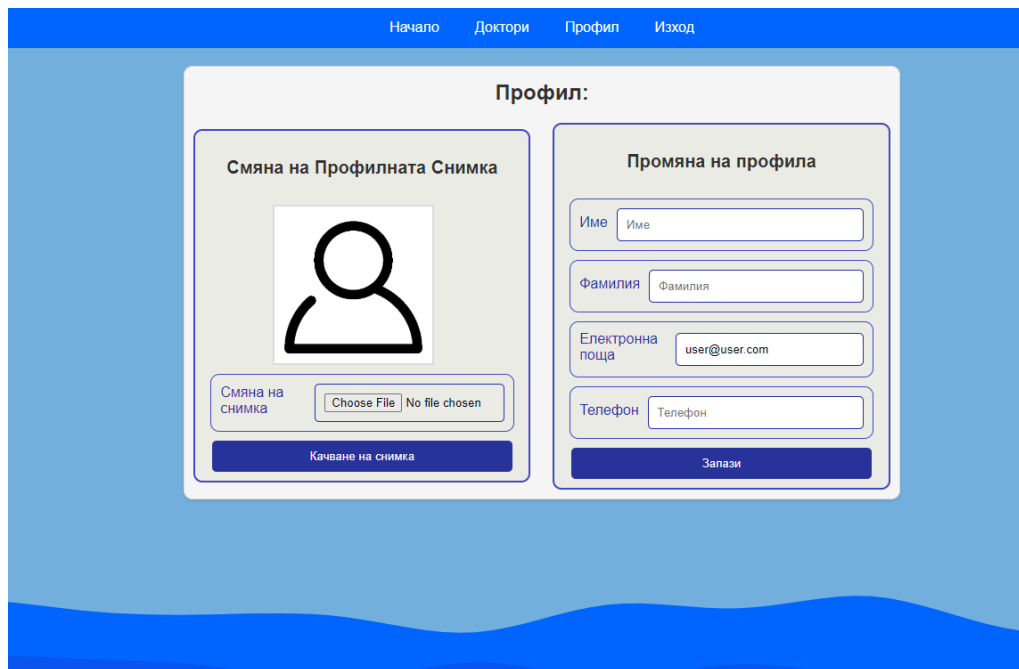 Начало Доктори Профил Изход
Профил:
Смяна на Профилната Снимка
Смяна на
снимка
Choose File No file chosen
Качване на снимка
Промяна на профила
Име Име
Фамилия Фамилия
Електронна
поща
user@user.com
Телефон Телефон
Запази